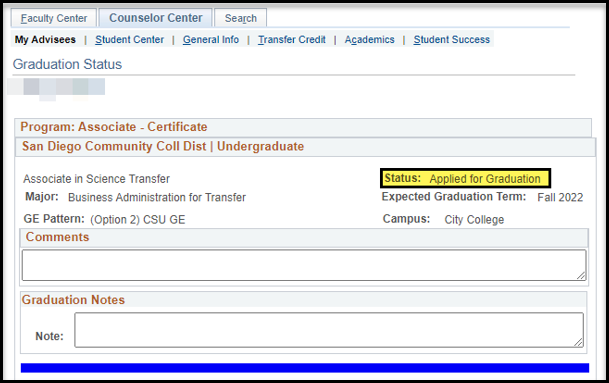 Faculty Center Counselor Center Search
My Advisees | Student Center | General Info | Transfer Credit | Academics | Student Success
Graduation Status
Program: Associate - Certificate
San Diego Community Coll Dist | Undergraduate
Associate in Science Transfer Status: Applied for Graduation
Major: Business Administration for Transfer Expected Graduation Term: Fall 2022
GE Pattern: (Option 2) CSU GE Campus: City College
Comments
Graduation Notes
Note: